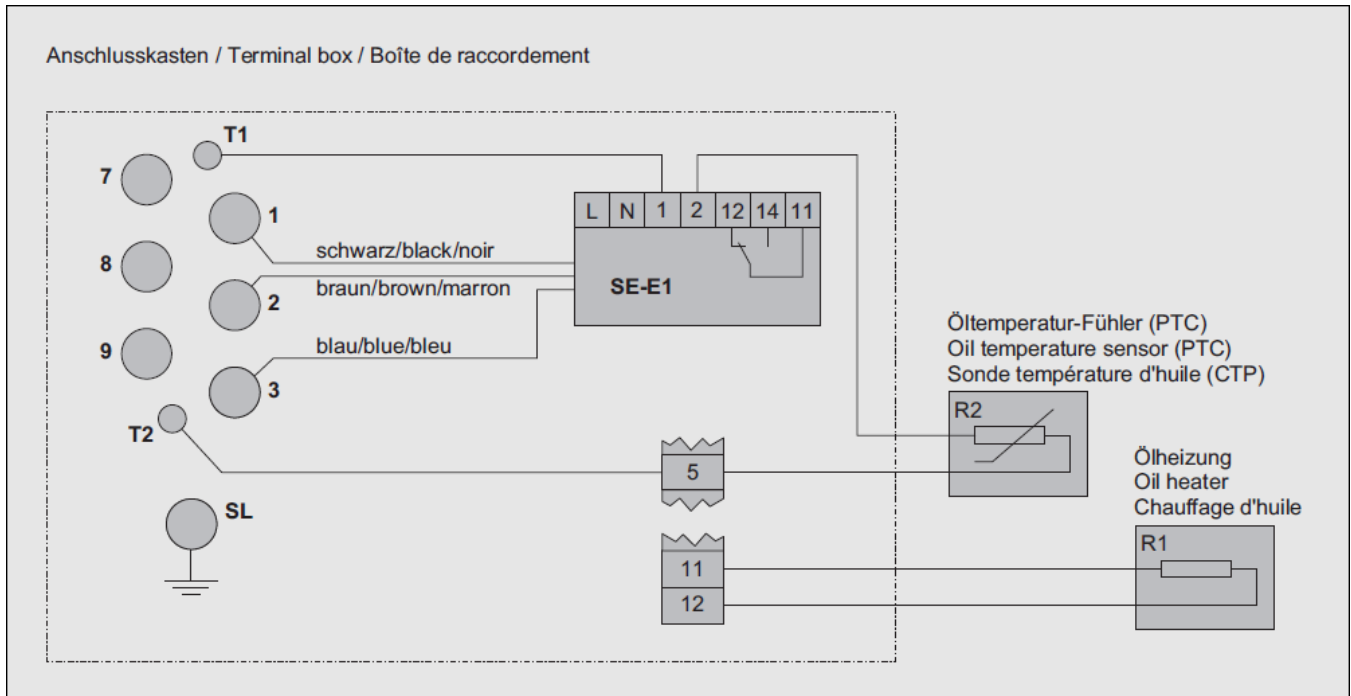 Anschlusskasten / Terminal box / Boîte de raccordement
T1
7
1
L N 1 2 12 14 11
8
schwarz/black/noir
2
braun/brown/marron
SE-E1
9
blau/blue/bleu
3
T2
Öltemperatur-Fühler (PTC)
Oil temperature sensor (PTC)
Sonde température d'huile (CTP)
R2
5
Ölheizung
Oil heater
Chauffage d'huile
SL
R1
11
12